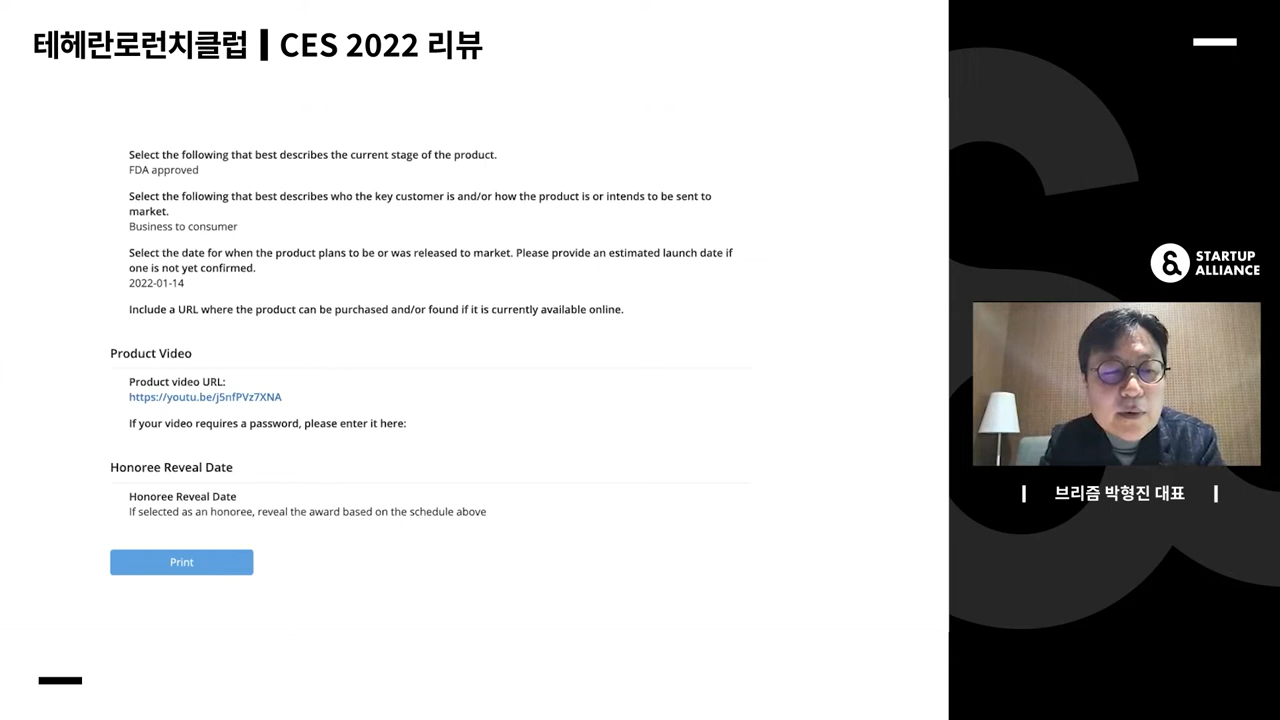 테헤란로런치클럽 | CES 2022 리뷰
Select the following that best describes the current stage of the product.
FDA approved
Select the following that best describes who the key customer is and/or how the product is or intends to be sent to
market.
Business to consumer
Select the date for when the product plans to be or was released to market. Please provide an estimated launch date if
one is not yet confirmed.
2022-01-14
Include a URL where the product can be purchased and/or found if it is currently available online.
Product Video
Product video URL:
https://youtu.be/j5nfPVz7XNA
If your video requires a password, please enter it here:
Honoree Reveal Date
Honoree Reveal Date
If selected as an honoree, reveal the award based on the schedule above
Print
STARTUP
ALLIANCE
브리즘 박형진 대표